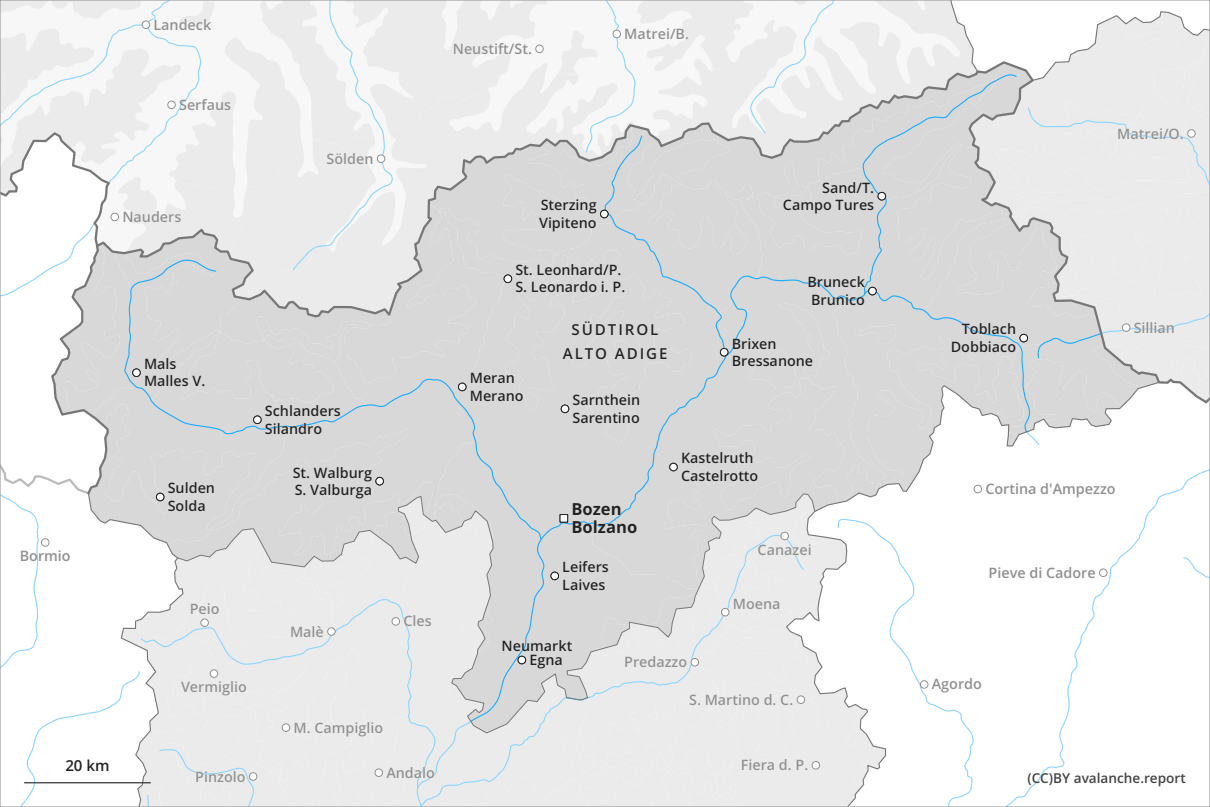 Landeck
Matrei/B.
Neustift/St.
Serfaus
Matrei/O.
Sölden
Sand/T.
Campo Tures
Sterzing
Vipiteno
Nauders
St. Leonhard/P.
S. Leonardo i. P.
Bruneck
Brunico
SÜDTIROL
ALTO ADIGE
Toblach
Dobbiaco
Sillian
Brixen
Bressanone
Mals
Malles V.
Meran
Merano
Sarnthein
Sarentino
Schlanders
Silandro
Kastelruth
Castelrotto
St. Walburg
S. Valburga
Sulden
Solda
Cortina d'Ampezzo
Bozen
Bolzano
Bormio
Canazei
Leifers
Laives
Pieve di Cadore
Peio
Moena
Cles
Malè
Neumarkt
Egna
Predazzo
Vermiglio
Agordo
S. Martino d. C.
M. Campiglio
Fiera d. P.
20 km
Pinzolo
Andalo
(CC)BY avalanche.report